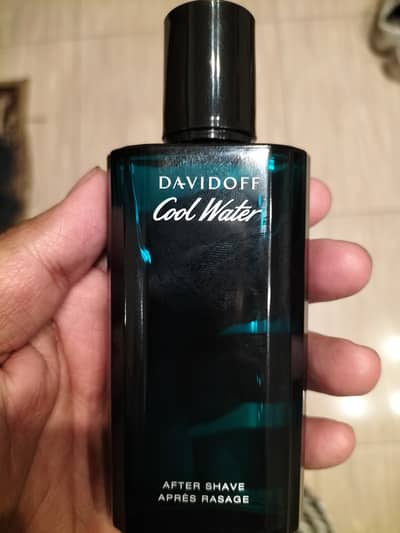 DAVIDOFF
Cool Water
AFTER SHAVE
APRÈS RASAGE